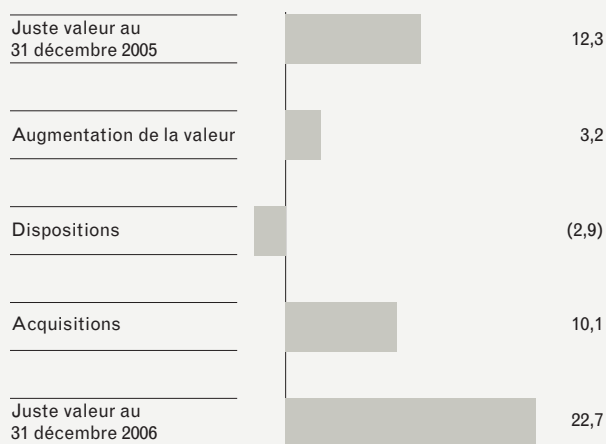 Juste valeur au
31 décembre 2005
12,3
Augmentation de la valeur
3,2
Dispositions
(2,9)
Acquisitions
10,1
Juste valeur au
31 décembre 2006
22,7